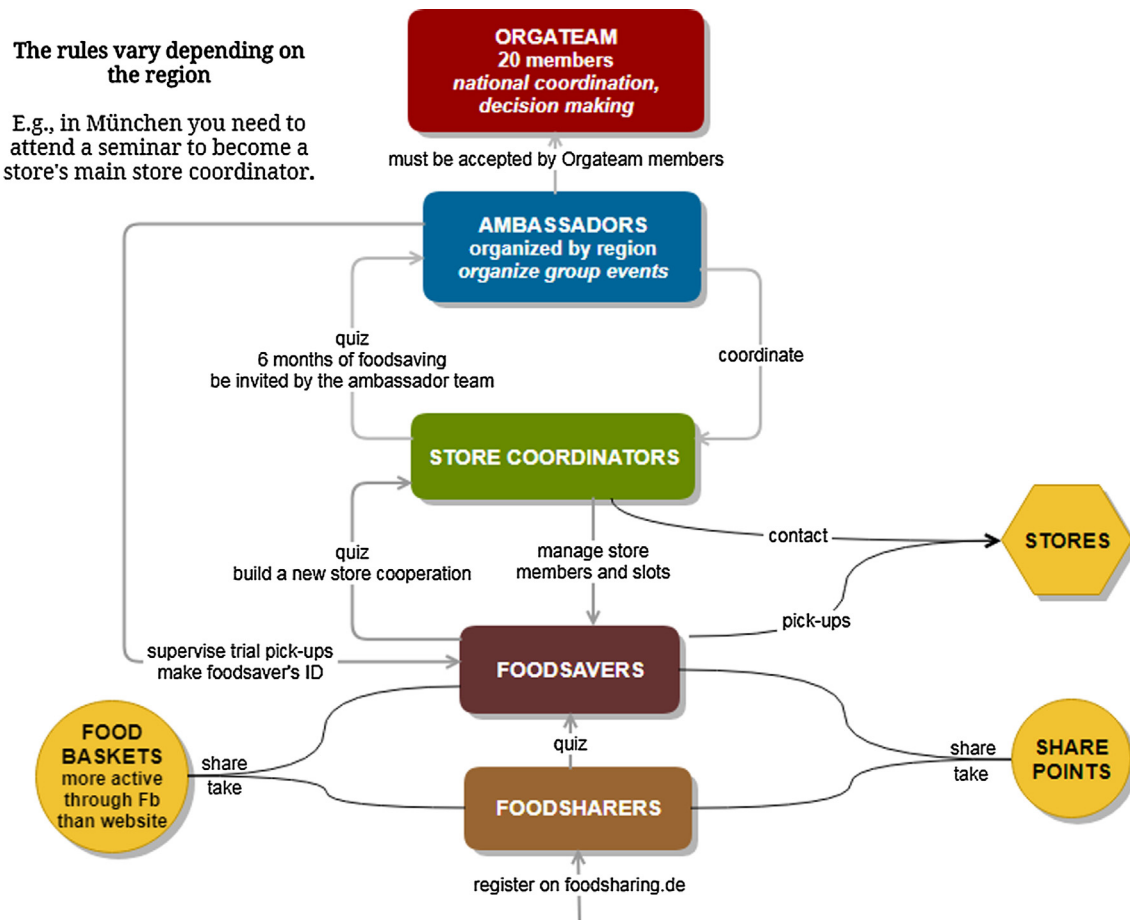 The rules vary depending on
the region
E.g., in München you need to
attend a seminar to become a
store's main store coordinator.
ORGATEAM
20 members
national coordination,
decision making
must be accepted by Orgateam members
AMBASSADORS
organized by region
organize group events
quiz
6 months of foodsaving
be invited by the ambassador team
coordinate
STORE COORDINATORS
quiz
build a new store cooperation
manage store
members and slots
contact
STORES
pick-ups
supervise trial pick-ups
make foodsaver's ID
FOODSAVERS
FOOD
BASKETS
more active
through Fb
than website
share
take
quiz
share
take
SHARE
POINTS
FOODSHARERS
register on foodsharing.de